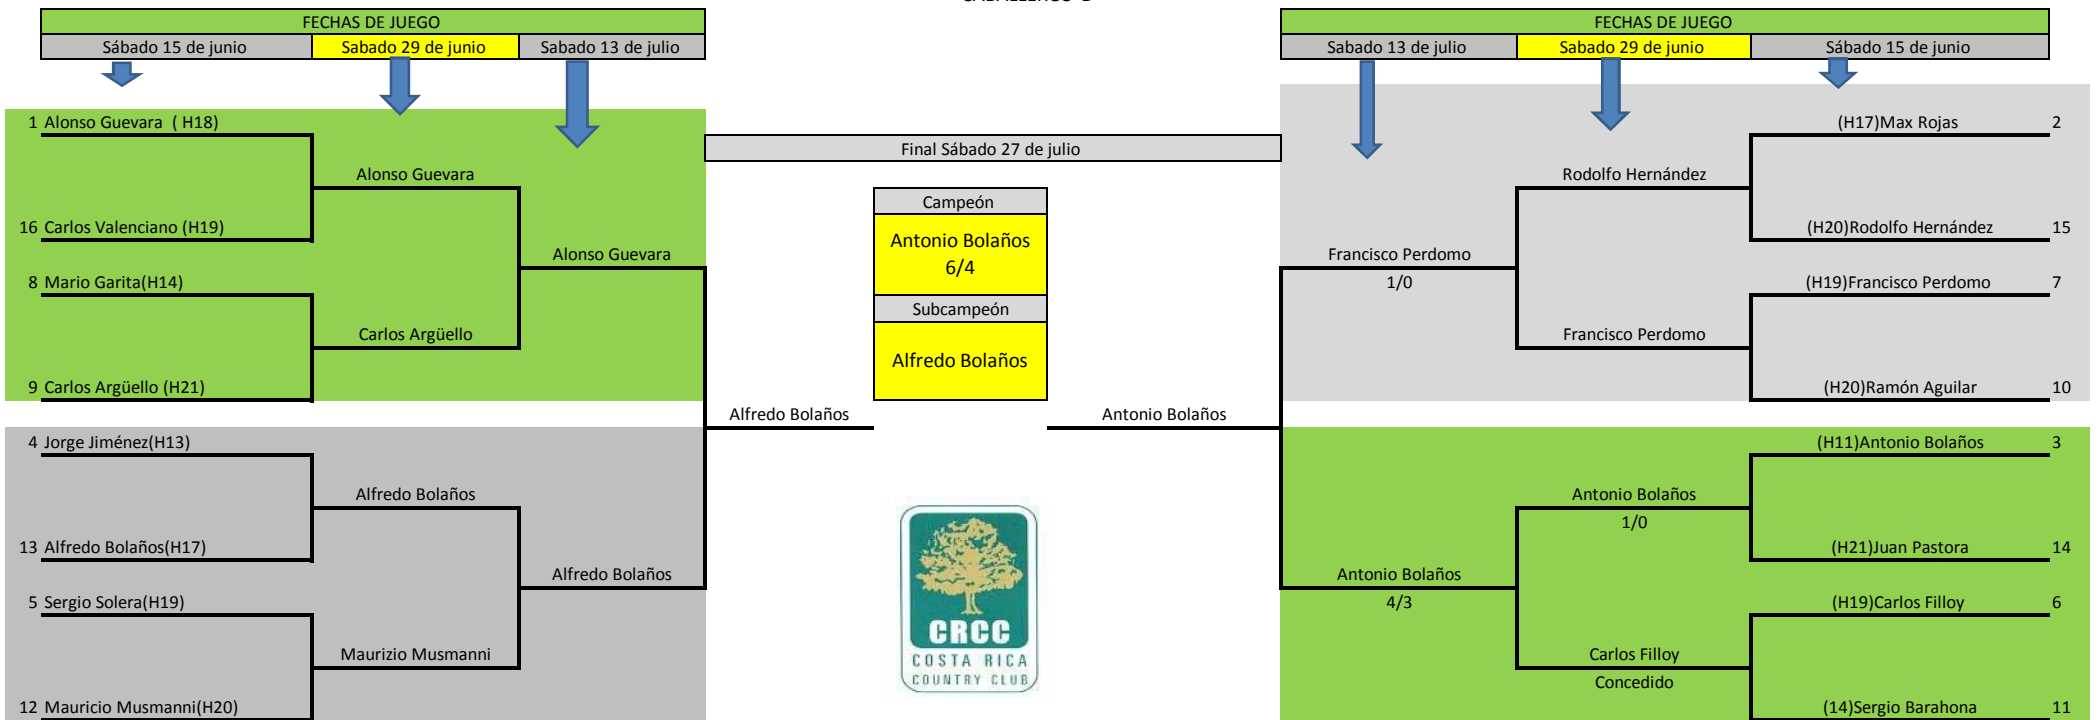 FECHAS DE JUEGO
Sábado 15 de junio
Sabado 29 de junio
Sabado 13 de julio
FECHAS DE JUEGO
Sabado 13 de julio
Sabado 29 de junio
Sábado 15 de junio
1 Alonso Guevara ( H18)
Alonso Guevara
16 Carlos Valenciano (H19)
Alonso Guevara
8 Mario Garita(H14)
Carlos Argüello
9 Carlos Argüello (H21)
Alfredo Bolaños
4 Jorge Jiménez(H13)
Alfredo Bolaños
13 Alfredo Bolaños(H17)
Alfredo Bolaños
5 Sergio Solera(H19)
Maurizio Musmanni
12 Mauricio Musmanni(H20)
Final Sábado 27 de julio
Campeón
Antonio Bolaños
6/4
Subcampeón
Alfredo Bolaños
CRCC
COSTA RICA
COUNTRY CLUB
(H17)Max Rojas 2
Rodolfo Hernández
(H20)Rodolfo Hernández 15
Francisco Perdomo
1/0
(H19)Francisco Perdomo 7
Francisco Perdomo
(H20)Ramón Aguilar 10
Antonio Bolaños
(H11)Antonio Bolaños 3
Antonio Bolaños
1/0
(H21)Juan Pastora 14
Antonio Bolaños
4/3
(H19)Carlos Filloy 6
Carlos Filloy
Concedido
(14)Sergio Barahona 11